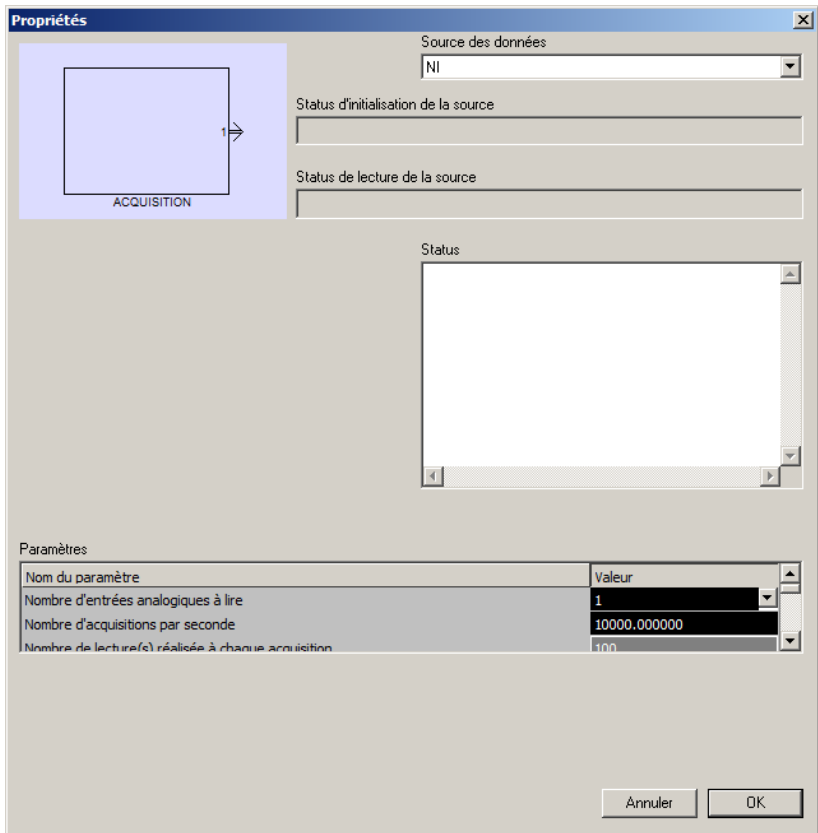 Propriétés
Source des données
NI
Status d'initialisation de la source
1
Status de lecture de la source
ACQUISITION
Status
Paramètres
Nom du paramètre Valeur
Nombre d'entrées analogiques à lire 1
Nombre d'acquisitions par seconde 10000.000000
Nombre de lecture(s) réalisée à chaque acquisition 100
Annuler OK